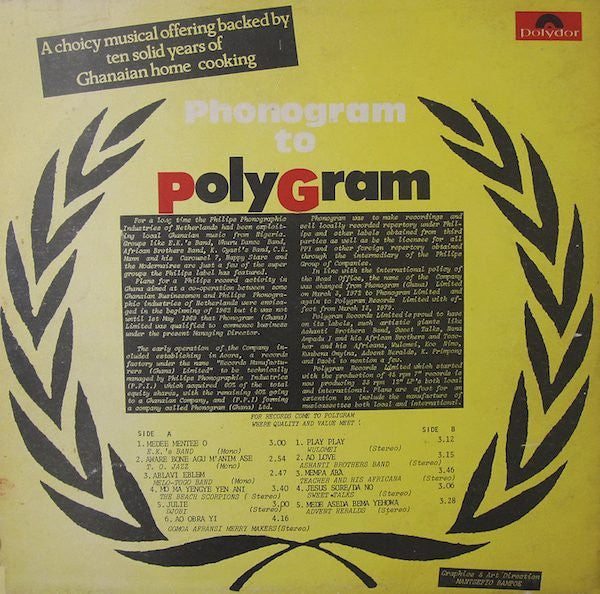 A choicy musical offering backed by
ten solid years of
Ghanaian home cooking
Polydor
Phonogram
to
PolyGram
For a long time the Philips Phonographic
Industries of Netherlands had been exploit-
ing local Ghanaian music from Nigeria.
Groups like E.K.'s Band, Uhuru Dance Band,
African Brothers Band, K. Gyasi's Band, C.K.
Mann and his Carousel 7, Happy Stars and
the Modernaires are just a few of the super
groups the Philips label has featured.
Plans for a Philips record activity in
Ghana aimed at a co-operation between some
Ghanaian Businessmen and Philips Phonogra-
phic industries of Netherlands were envisag-
ed in the beginning of 1962 but it was not
until 1st May 1969 that Phonogram (Ghana)
Limited was qualified to commence business
under the present Managing Director.
The early operation of the Company in-
cluded establishing in Accra, a records
factory under the name "Records Manufactu-
rers (Ghana) Limited" to be technically
managed by Philips Phonographic Industries
(P.P.I.) which acquired 60% of the total
equity shares, with the remaining 40% going
to a Ghanaian Company, and (P.P.I) forming
a company called Phonogram (Ghana) Ltd.
Phonogram was to make recordings and
sell locally recorded repertory under Phil-
ips and other labels obtained from third
parties as well as be the licensee for all
PPI and other foreign repertory obtained
through the intermediary of the Philips
Group of Companies.
In line with the international policy of
the Head Office, the name of the Company
was changed from Phonogram (Ghana) Limited
on March 2, 1972 to Phonogram Limited and
again to Polygram Records Limited with ef-
fect from March 12, 1979.
Polygram Records Limited is proud to have
on its labels, such artistic giants like
Ashanti Brothers Band, Sweet Talks, Nana
Ampadu I and his African Brothers and Teac-
her and his Africana, Wulomei, Eno
Kwabena Onyina, Advent Heralds, K. Frimpong
and Teobi to mention a few.
Polygram Records Limited which started
with the production of 45 rpm 7" records is
now producing 33 rpm 12" LP's both local
and international. Plans are afoot for an
extention to include the manufacture of
musicassettes both local and international.
FOR RECORDS COME TO POLYGRAM
WHERE QUALITY AND VALUE MEET !
SIDE A
1. MEDEE MENTEE O 3.00
E.K.'s BAND (Mono)
2. AWARE BONE AGU M'ANIM ASE 2.54
T. O. JAZZ (Mono)
3. ABLAYI EBLEM 2.47
MELO-TOGO BAND (Mono)
4. MO MA YENGYE YEN ANI 3.40
THE BEACH SCORPIONS (Stereo)
5. JULIE 3.00
GAOBI (Stereo)
6. AO OBRA YI 4.16
GOMOA AFRANSI MERRY MAKERS (Stereo)
SIDE B
1. PLAY PLAY 3.12
WULOMEI (Stereo)
2. AO LOVE 3.15
ASHANTI BROTHERS BAND (Stereo)
3. MEMPA ABA 3.46
TEACHER AND HIS AFRICANA (Stereo)
4. JESUS SORE/DA NO 3.06
SWEET TALKS (Stereo)
5. MEDE ASEDA BEMA YEHOWA 3.28
ADVENT HERALDS (Stereo)
Graphics & Art Direction
MANTSEFIO BAMPOE